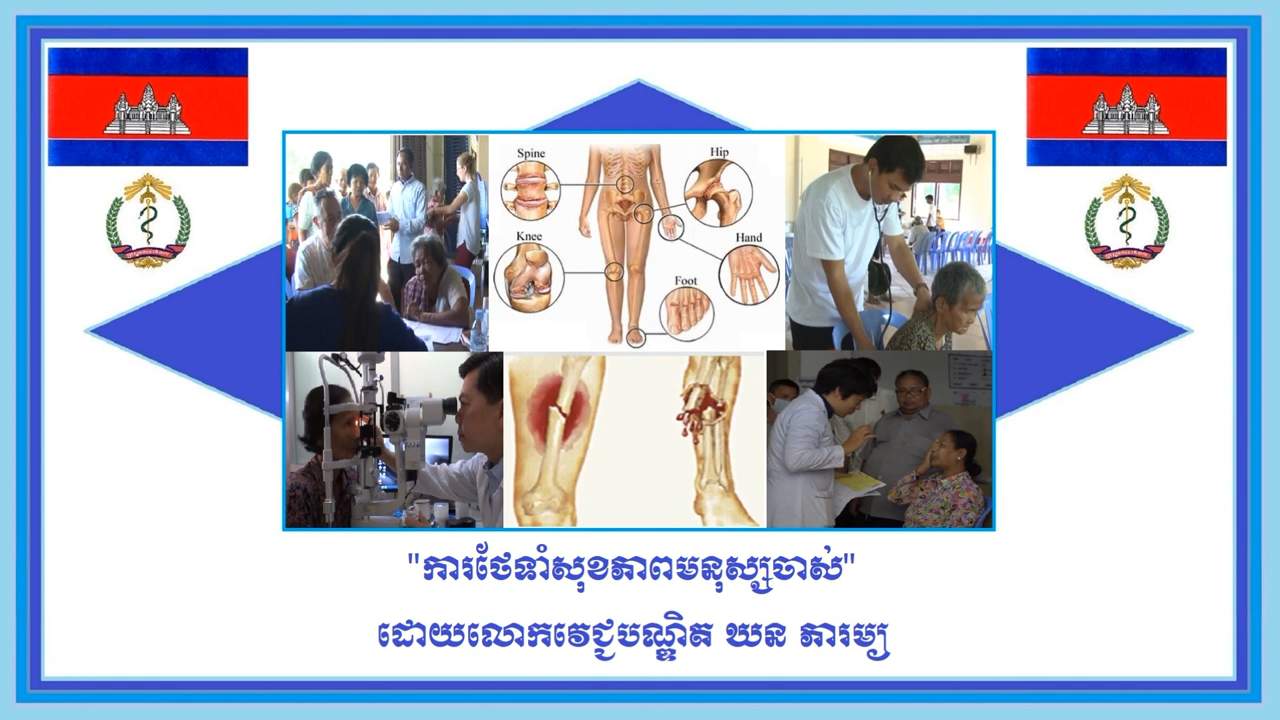 Spine
Hip
Knee
Hand
Foot
"ការថែទាំសុខភាពមនុស្សចាស់"
ដោយលោកវេជ្ជបណ្ឌិត ឃន ភារម្យ